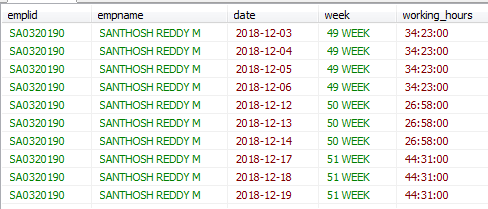 emplid empname date week working_hours
SA0320190 SANTHOSH REDDY M 2018-12-03 49 WEEK 34:23:00
SA0320190 SANTHOSH REDDY M 2018-12-04 49 WEEK 34:23:00
SA0320190 SANTHOSH REDDY M 2018-12-05 49 WEEK 34:23:00
SA0320190 SANTHOSH REDDY M 2018-12-06 49 WEEK 34:23:00
SA0320190 SANTHOSH REDDY M 2018-12-12 50 WEEK 26:58:00
SA0320190 SANTHOSH REDDY M 2018-12-13 50 WEEK 26:58:00
SA0320190 SANTHOSH REDDY M 2018-12-14 50 WEEK 26:58:00
SA0320190 SANTHOSH REDDY M 2018-12-17 51 WEEK 44:31:00
SA0320190 SANTHOSH REDDY M 2018-12-18 51 WEEK 44:31:00
SA0320190 SANTHOSH REDDY M 2018-12-19 51 WEEK 44:31:00